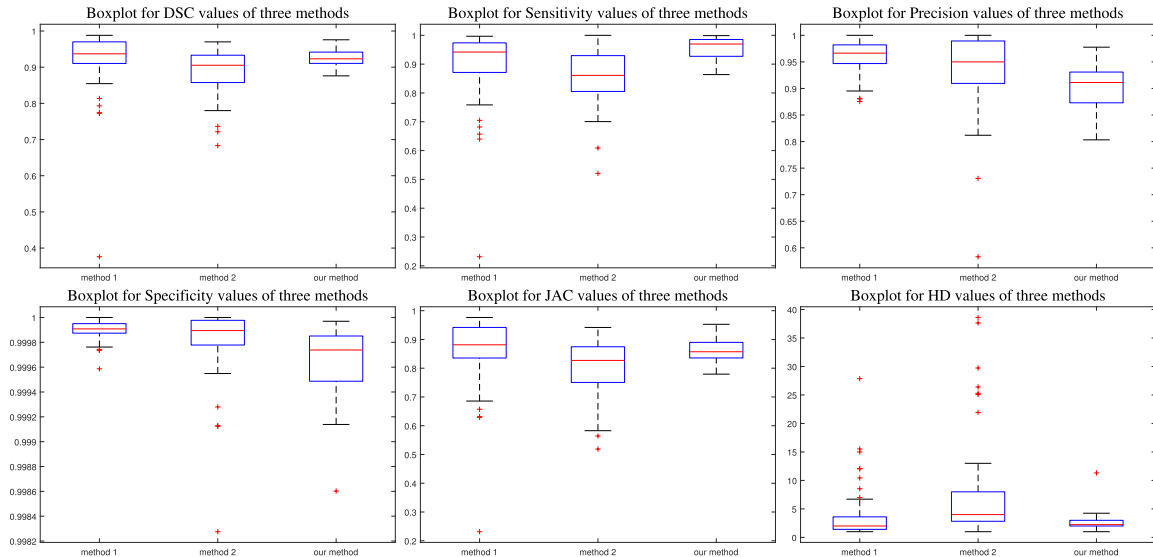 Boxplot for DSC values of three methods
1
0.9
0.8
0.7
0.6
0.5
0.4
method 1
method 2
our method
Boxplot for Sensitivity values of three methods
1
0.9
0.8
0.7
0.6
0.5
0.4
0.3
0.2
method 1
method 2
our method
Boxplot for Precision values of three methods
1
0.95
0.9
0.85
0.8
0.75
0.7
0.65
0.6
method 1
method 2
our method
Boxplot for Specificity values of three methods
1
0.9998
0.9996
0.9994
0.9992
0.999
0.9988
0.9986
0.9984
0.9982
method 1
method 2
our method
Boxplot for JAC values of three methods
1
0.9
0.8
0.7
0.6
0.5
0.4
0.3
0.2
method 1
method 2
our method
Boxplot for HD values of three methods
40
35
30
25
20
15
10
5
0
method 1
method 2
our method